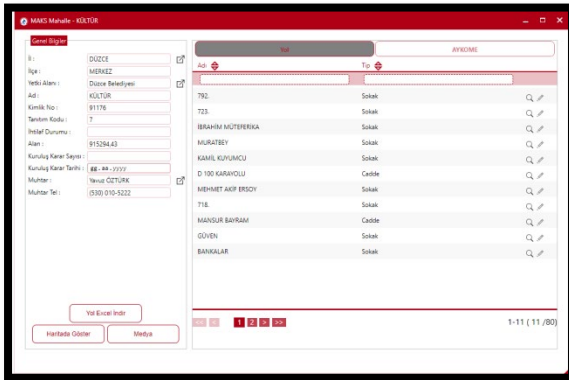 MAKS Mahalle - KÜLTÜR
Genel Bilgiler
İl : DÜZCE
İlçe : MERKEZ
Yetki Alanı : Düzce Belediyesi
Ad : KÜLTÜR
Kimlik No : 91176
Tanıtım Kodu : 7
İhtilaf Durumu :
Alan : 915294,43
Kuruluş Karar Sayısı :
Kuruluş Karar Tarihi : gg.aa.yyyy
Muhtar : Yavuz ÖZTÜRK
Muhtar Tel : (530) 010-5222
Yol Excel İndir
Haritada Göster Medya
Yol AYKOME
Adı Tip
792. Sokak
723. Sokak
İBRAHİM MÜTEFERİKA Sokak
MURATBEY Sokak
KAMİL KUYUMCU Sokak
D 100 KARAYOLU Cadde
MEHMET AKİF ERSOY Sokak
718. Sokak
MANSUR BAYRAM Cadde
GÜVEN Sokak
BANKALAR Sokak
<< < 1 2 > >> 1-11 ( 11 /80)